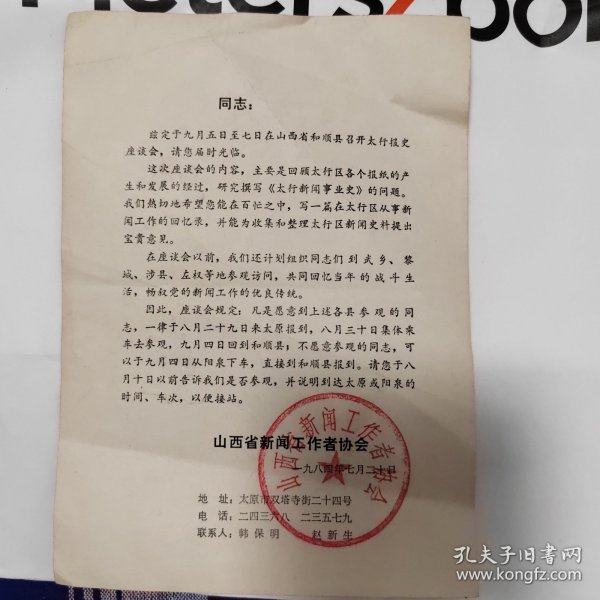 Peters/bon
同志：
兹定于九月五日至七日在山西省和顺县召开太行报史
座谈会，请您届时光临。
这次座谈会的内容，主要是回顾太行区各个报纸的产
生和发展的经过，研究撰写《太行新闻事业史》的问题。
我们热切地希望您能在百忙之中，写一篇在太行区从事新
闻工作的回忆录，并能为收集和整理太行区新闻史料提出
宝贵意见。
在座谈会以前，我们还计划组织同志们到武乡、黎
城、涉县、左权等地参观访问，共同回忆当年的战斗生
活，畅叙党的新闻工作的优良传统。
因此，座谈会规定：凡是愿意到上述各县参观的同
志，一律于八月二十九日来太原报到，八月三十日集体乘
车去参观，九月四日回到和顺县；不愿意参观的同志，可
以于九月四日从阳泉下车，直接到和顺县报到。请您于八
月十日以前告诉我们是否参观，并说明到达太原或阳泉的
时间、车次，以便接站。
山西省新闻工作者协会
一九八四年七月二十日
山西省新闻工作者协会
地　址：太原市双塔寺街二十四号
电　话：二四三六八　二三五七九
联系人：韩保明　赵新生
孔夫子旧书网
www.kongfz.com